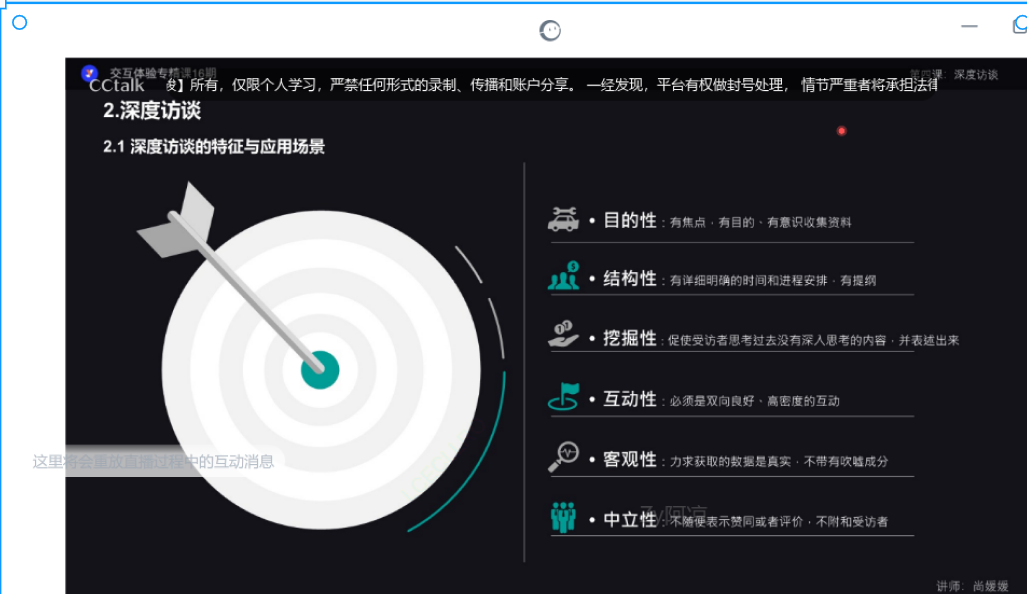 交互体验专精课16期
第四课: 深度访谈
CCtalk
】所有，仅限个人学习，严禁任何形式的录制、传播和账户分享。 一经发现，平台有权做封号处理， 情节严重者将承担法律
2.深度访谈
2.1 深度访谈的特征与应用场景
• 目的性 : 有焦点 · 有目的、有意识收集资料
• 结构性 : 有详细明确的时间和进程安排 · 有提纲
• 挖掘性 : 促使受访者思考过去没有深入思考的内容 · 并表述出来
• 互动性 : 必须是双向良好、高密度的互动
这里将会重放直播过程中的互动消息
• 客观性 : 力求获取的数据是真实 · 不带有吹嘘成分
• 中立性 : 不随便表示赞同或者评价 · 不附和受访者
讲师: 尚媛媛